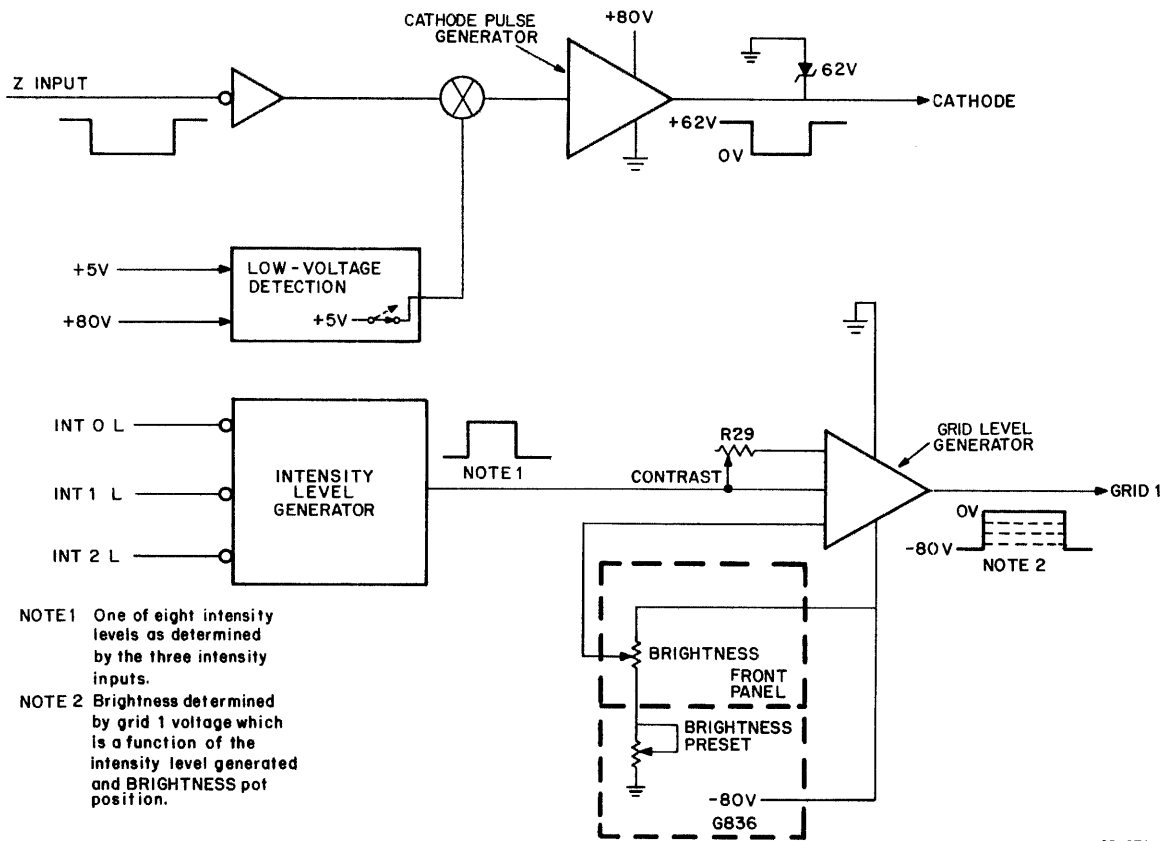 CATHODE PULSE
GENERATOR
+80V
Z INPUT
62V
CATHODE
+62V
0V
+5V
+80V
LOW-VOLTAGE
DETECTION
+5V
INT 0 L
INT 1 L
INT 2 L
INTENSITY
LEVEL
GENERATOR
NOTE 1
R29
CONTRAST
GRID LEVEL
GENERATOR
GRID 1
0V
-80V
NOTE 2
BRIGHTNESS
FRONT
PANEL
BRIGHTNESS
PRESET
-80V
G836
NOTE 1 One of eight intensity
levels as determined
by the three intensity
inputs.
NOTE 2 Brightness determined
by grid 1 voltage which
is a function of the
intensity level generated
and BRIGHTNESS pot
position.